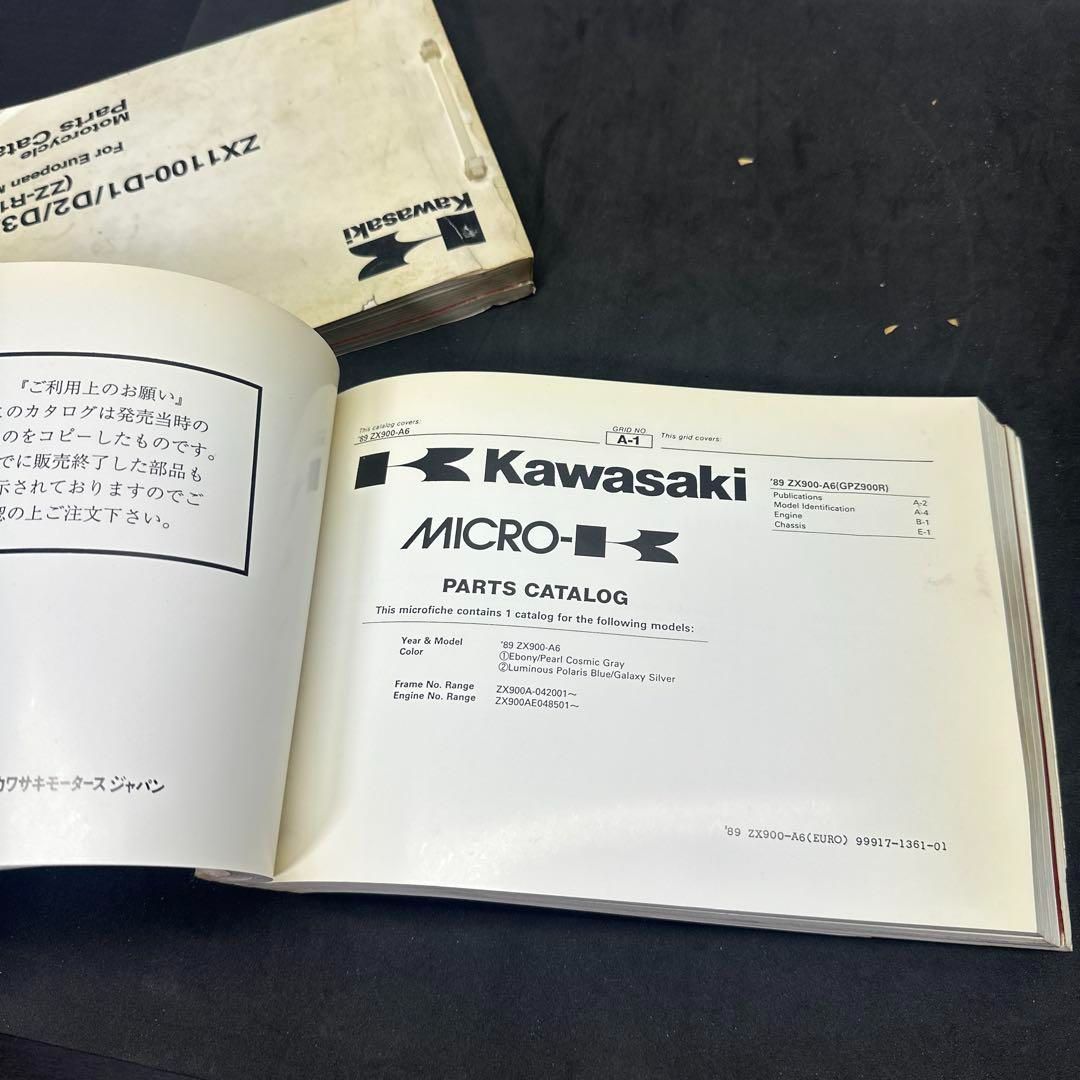 Kawasaki
ZX1100-D1/D2/D3
(ZZ-R1
For European
Motorcycle
Parts
『ご利用上のお願い』
のカタログは発売当時の
のをコピーしたものです。
でに販売終了した部品も
示されておりますのでご
の上ご注文下さい。
カワサキモータース ジャパン
This catalog covers:
'89 ZX900-A6
GRID NO.
A-1
This grid covers:
Kawasaki
MICRO-K
PARTS CATALOG
This microfiche contains 1 catalog for the following models:
'89 ZX900-A6(GPZ900R)
Publications A-2
Model Identification A-4
Engine B-1
Chassis E-1
Year & Model '89 ZX900-A6
Color ①Ebony/Pearl Cosmic Gray
②Luminous Polaris Blue/Galaxy Silver
Frame No. Range ZX900A-042001~
Engine No. Range ZX900AE048501~
'89 ZX900-A6(EURO) 99917-1361-01